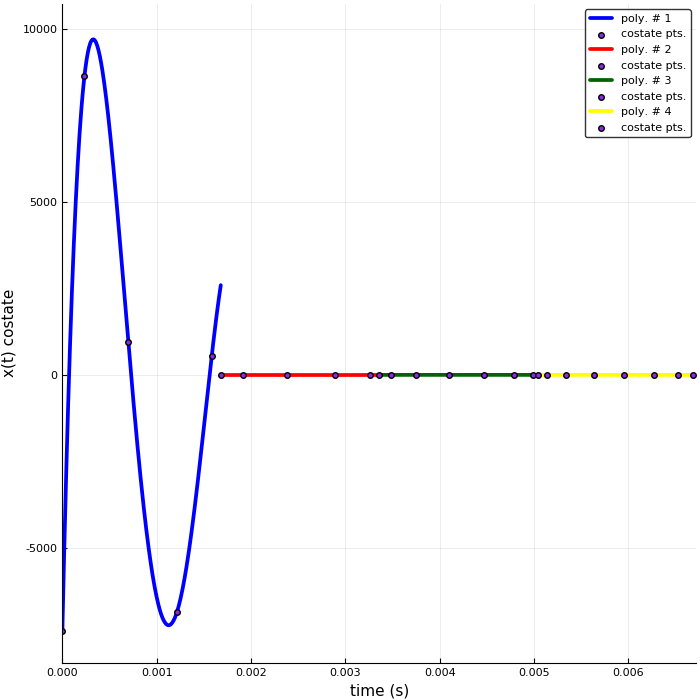 poly. # 1
costate pts.
poly. # 2
costate pts.
poly. # 3
costate pts.
poly. # 4
costate pts.
10000
5000
0
-5000
x(t) costate
0.000 0.001 0.002 0.003 0.004 0.005 0.006
time (s)